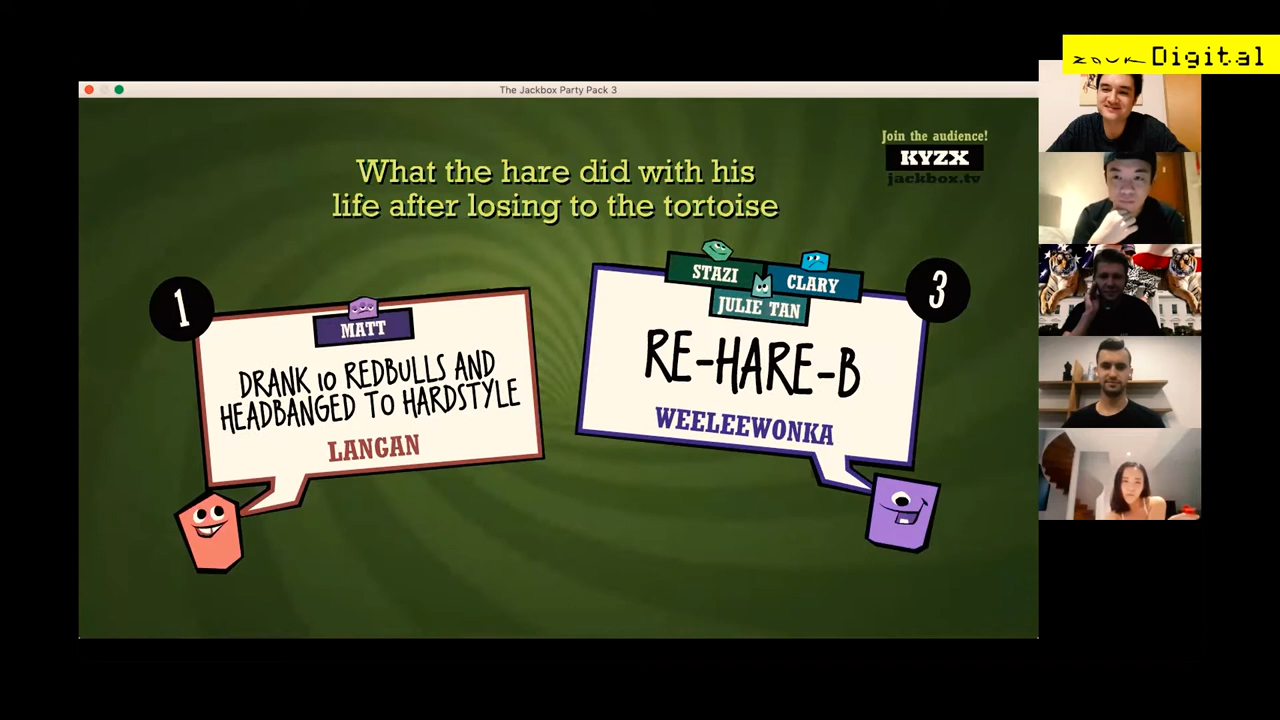 zouk Digital
The Jackbox Party Pack 3
Join the audience!
KYZX
jackbox.tv
What the hare did with his
life after losing to the tortoise
1
MATT
DRANK 10 REDBULLS AND
HEADBANGED TO HARDSTYLE
LANGAN
STAZI
CLARY
JULIE TAN
3
RE-HARE-B
WEELEEWONKA